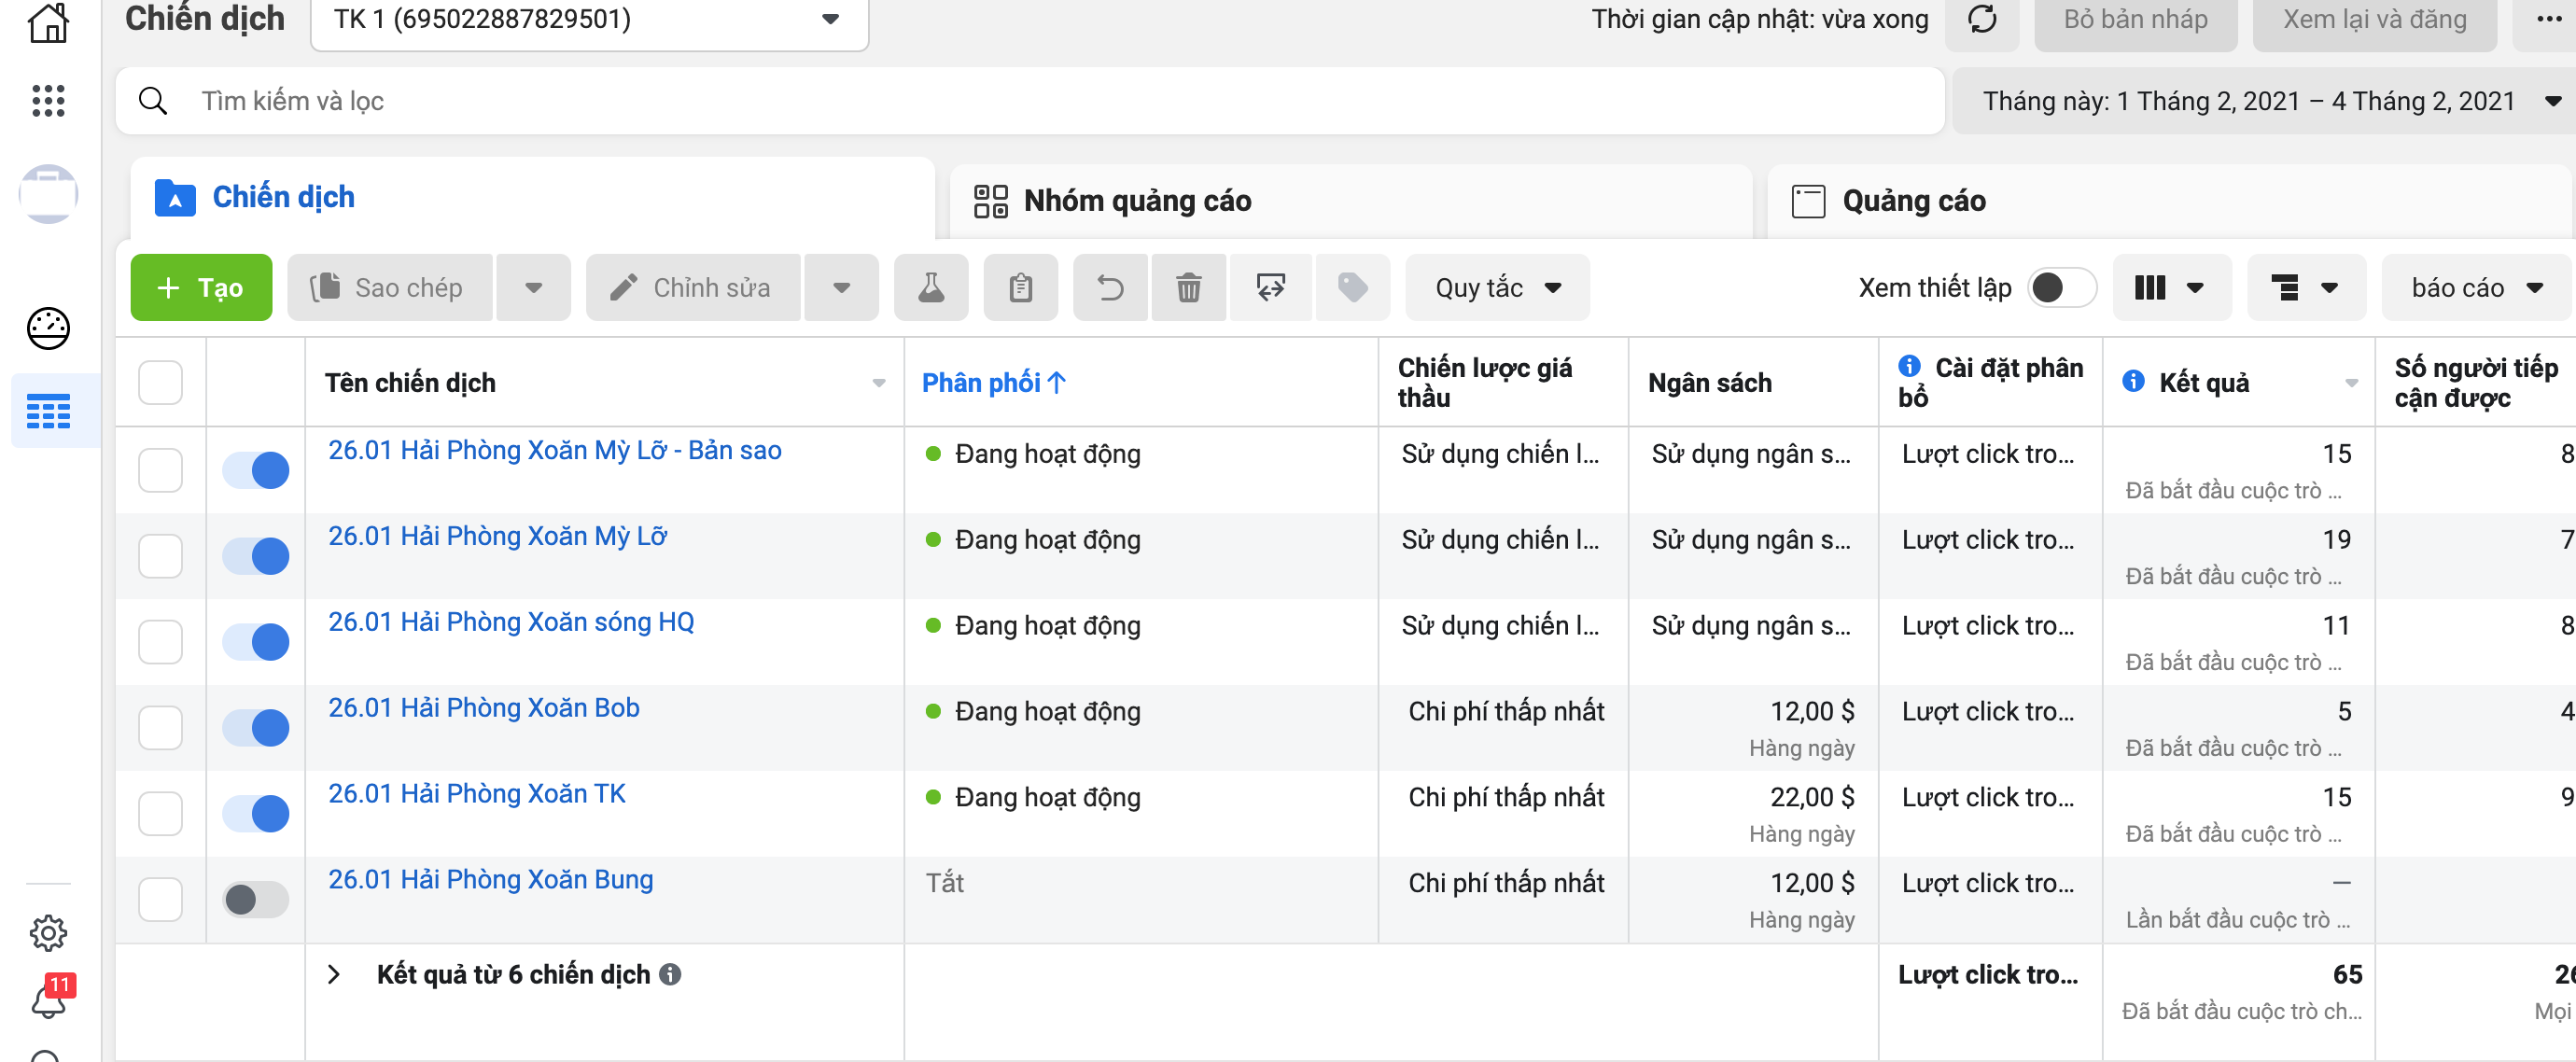 Chiến dịch
TK 1 (695022887829501)
Thời gian cập nhật: vừa xong
Bỏ bản nháp
Xem lại và đăng
Tìm kiếm và lọc
Tháng này: 1 Tháng 2, 2021 – 4 Tháng 2, 2021
Chiến dịch
Nhóm quảng cáo
Quảng cáo
+ Tạo
Sao chép
Chỉnh sửa
Quy tắc
Xem thiết lập
báo cáo
Tên chiến dịch
Phân phối ↑
Chiến lược giá
thầu
Ngân sách
Cài đặt phân
bổ
Kết quả
Số người tiếp
cận được
26.01 Hải Phòng Xoăn Mỳ Lỡ - Bản sao
Đang hoạt động
Sử dụng chiến l...
Sử dụng ngân s...
Lượt click tro...
15
8
Đã bắt đầu cuộc trò ...
26.01 Hải Phòng Xoăn Mỳ Lỡ
Đang hoạt động
Sử dụng chiến l...
Sử dụng ngân s...
Lượt click tro...
19
7
Đã bắt đầu cuộc trò ...
26.01 Hải Phòng Xoăn sóng HQ
Đang hoạt động
Sử dụng chiến l...
Sử dụng ngân s...
Lượt click tro...
11
8
Đã bắt đầu cuộc trò ...
26.01 Hải Phòng Xoăn Bob
Đang hoạt động
Chi phí thấp nhất
12,00 $
Lượt click tro...
5
4
Hàng ngày
Đã bắt đầu cuộc trò ...
26.01 Hải Phòng Xoăn TK
Đang hoạt động
Chi phí thấp nhất
22,00 $
Lượt click tro...
15
9
Hàng ngày
Đã bắt đầu cuộc trò ...
26.01 Hải Phòng Xoăn Bung
Tắt
Chi phí thấp nhất
12,00 $
Lượt click tro...
—
Hàng ngày
Lần bắt đầu cuộc trò ...
Kết quả từ 6 chiến dịch
Lượt click tro...
65
26
Đã bắt đầu cuộc trò ch...
Mọi
11